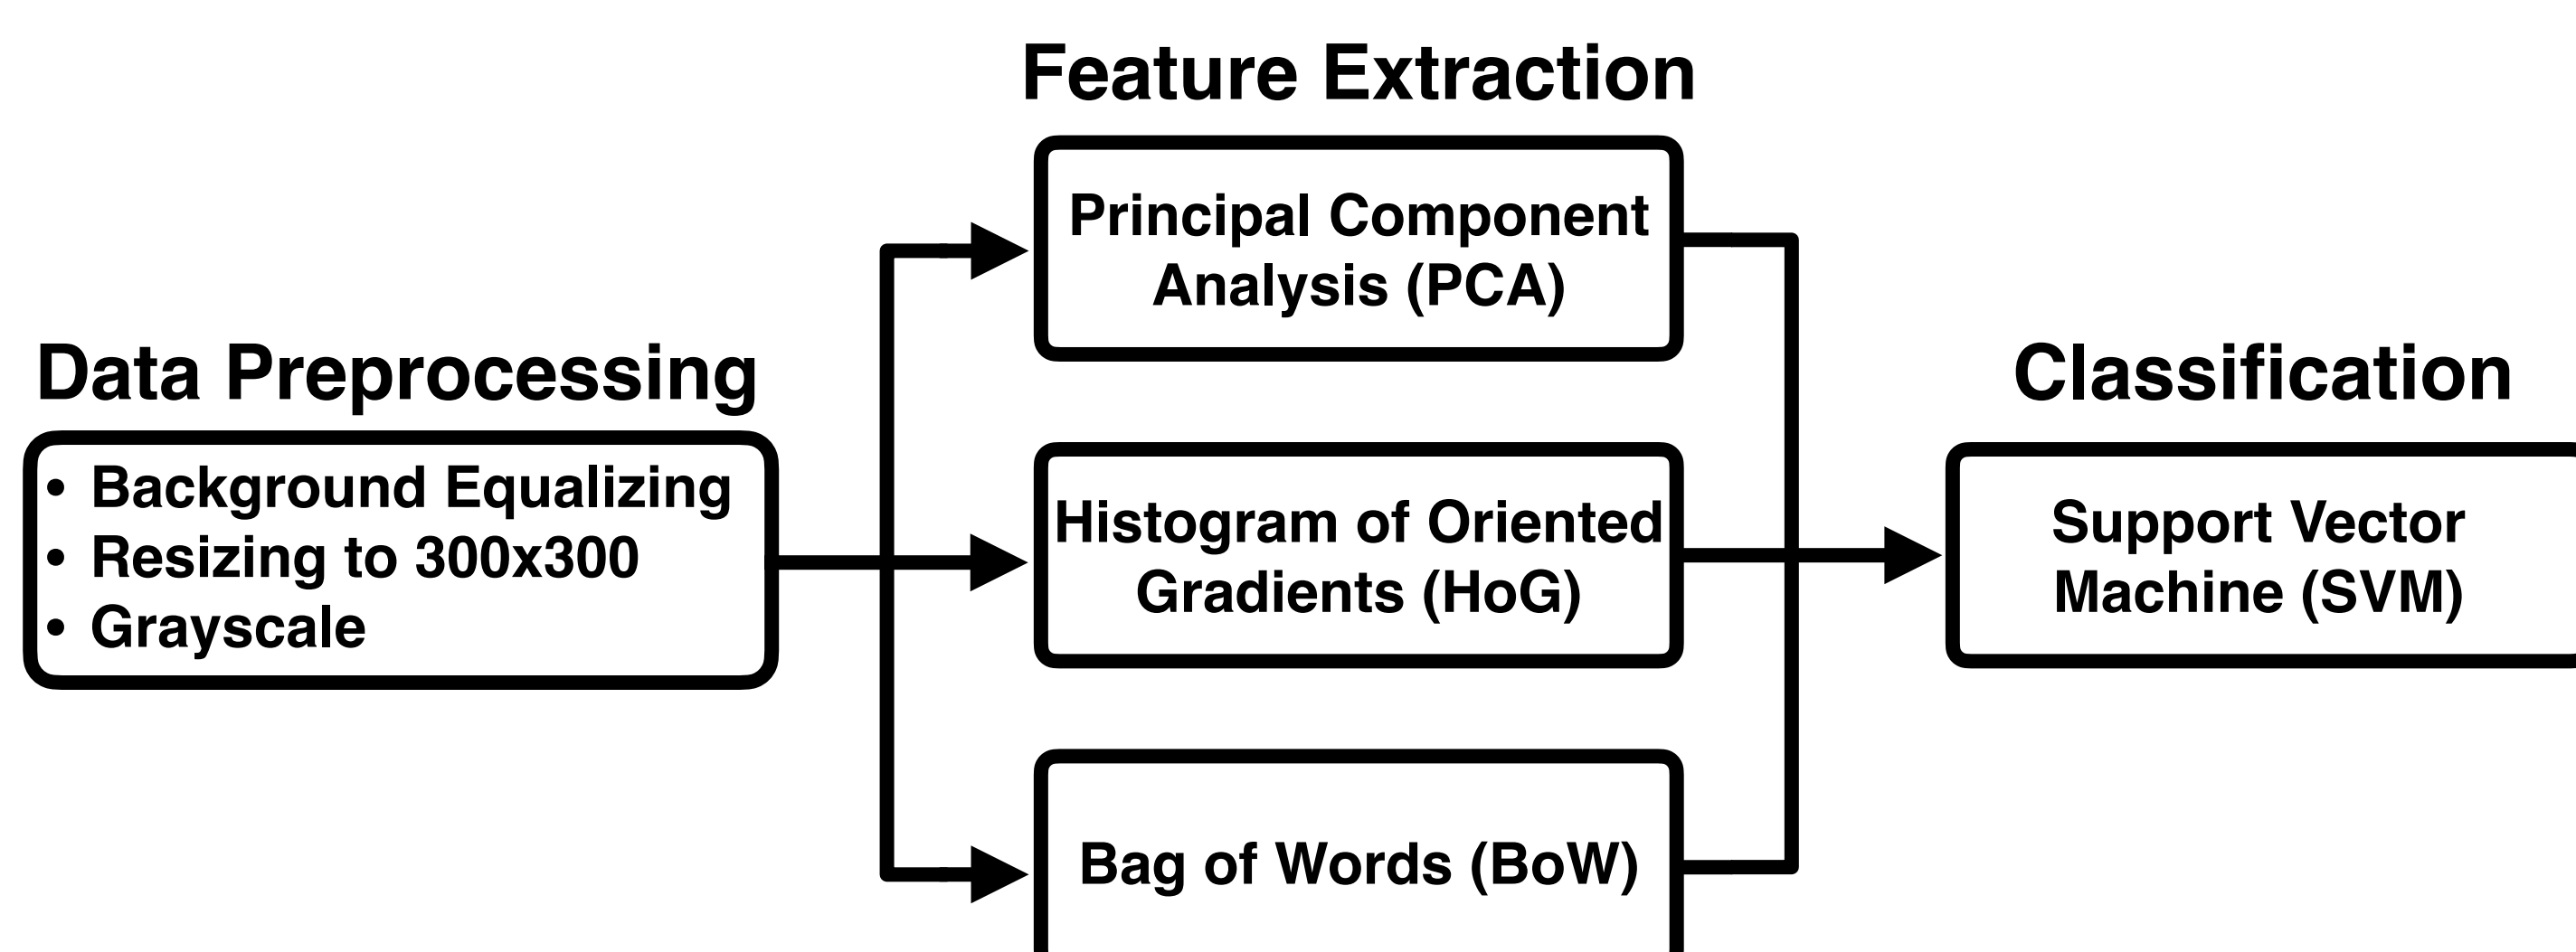 Data Preprocessing
• Background Equalizing
• Resizing to 300x300
• Grayscale
Feature Extraction
Principal Component
Analysis (PCA)
Histogram of Oriented
Gradients (HoG)
Bag of Words (BoW)
Classification
Support Vector
Machine (SVM)